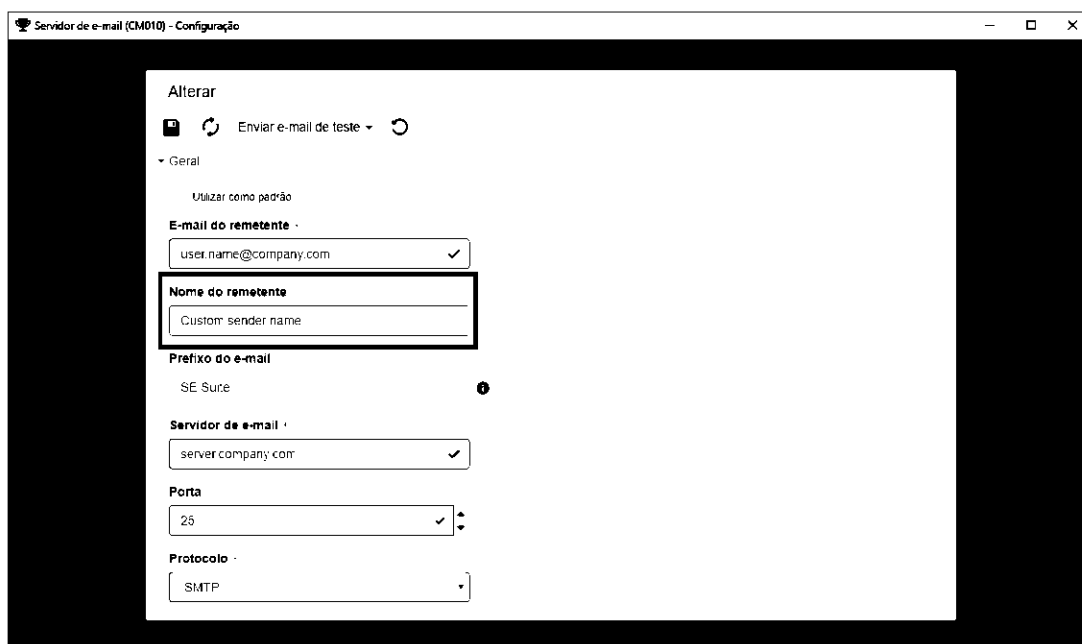 Servidor de e-mail (CM010) - Configuração
Alterar
Enviar e-mail de teste
Geral
Utilizar como padrão
E-mail do remetente
user.name@company.com
Nome do remetente
Custom sender name
Prefixo do e-mail
SE Suite
Servidor de e-mail
server.company.com
Porta
25
Protocolo
SMTP